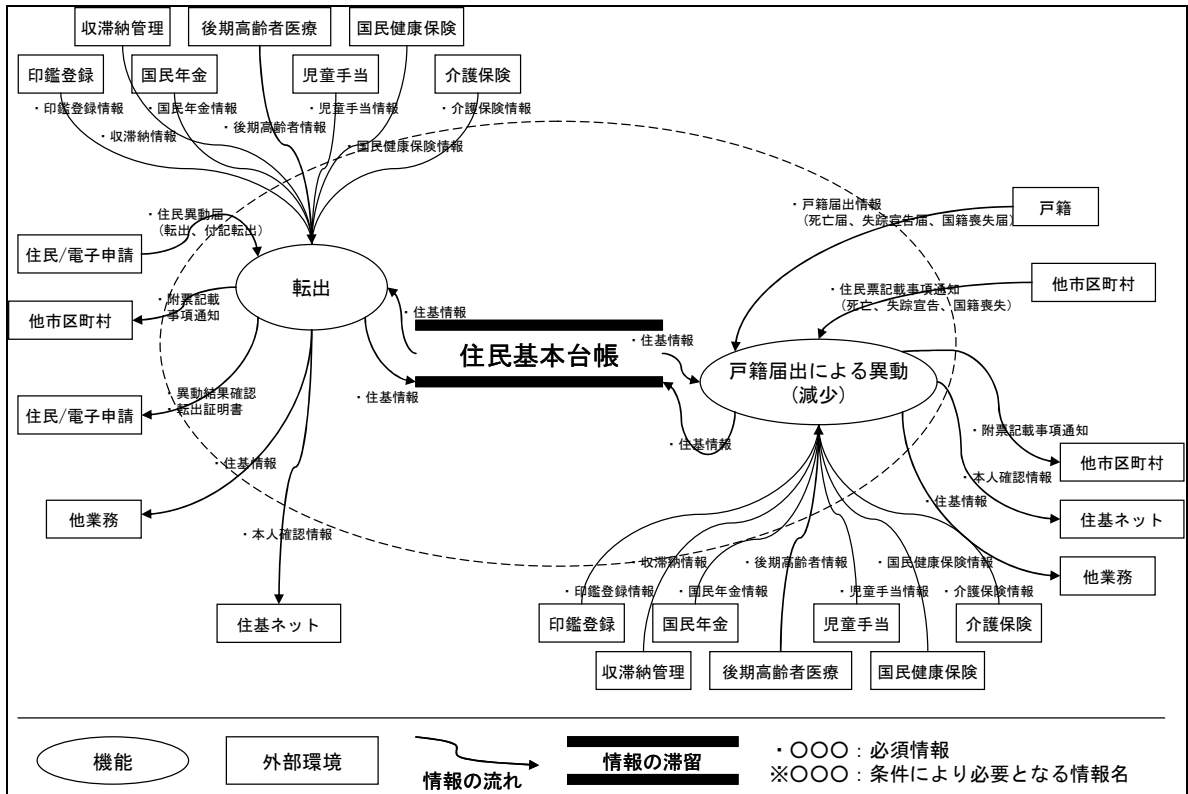 収滞納管理
後期高齢者医療
国民健康保険
印鑑登録
国民年金
児童手当
介護保険
・印鑑登録情報
・国民年金情報
・児童手当情報
・介護保険情報
・収滞納情報
・後期高齢者情報
・国民健康保険情報
・住民異動届
（転出、付記転出）
住民/電子申請
転出
他市区町村
・附票記載
事項通知
住民/電子申請
・異動結果確認
・転出証明書
・住基情報
他業務
・本人確認情報
住基ネット
・住基情報
住民基本台帳
・住基情報
・住基情報
・住基情報
・戸籍届出情報
（死亡届、失踪宣告届、国籍喪失届）
戸籍
・住民票記載事項通知
（死亡、失踪宣告、国籍喪失）
他市区町村
戸籍届出による異動
（減少）
・附票記載事項通知
他市区町村
・本人確認情報
住基ネット
・住基情報
他業務
・収滞納情報
・後期高齢者情報
・国民健康保険情報
・印鑑登録情報
・国民年金情報
・児童手当情報
・介護保険情報
印鑑登録
国民年金
児童手当
介護保険
収滞納管理
後期高齢者医療
国民健康保険
機能
外部環境
情報の流れ
情報の滞留
・〇〇〇：必須情報
※〇〇〇：条件により必要となる情報名